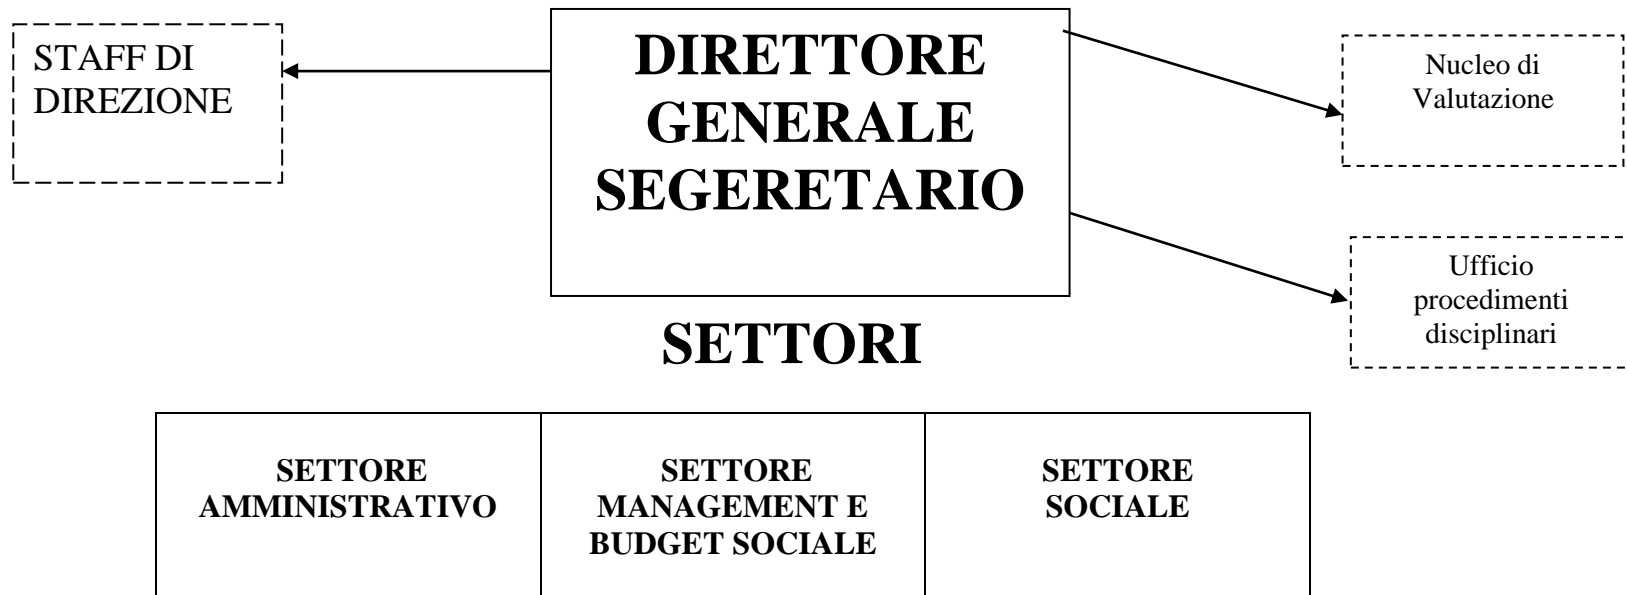 STAFF DI
DIREZIONE
DIRETTORE
GENERALE
SEGERETARIO
Nucleo di
Valutazione
Ufficio
procedimenti
disciplinari
SETTORI
SETTORE
AMMINISTRATIVO
SETTORE
MANAGEMENT E
BUDGET SOCIALE
SETTORE
SOCIALE